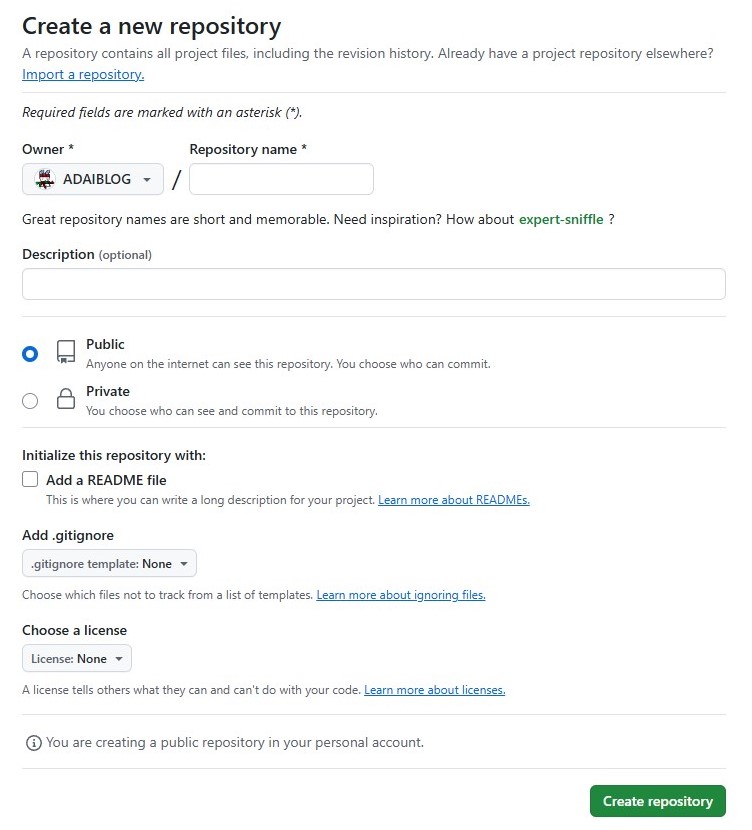 Create a new repository
A repository contains all project files, including the revision history. Already have a project repository elsewhere?
Import a repository.
Required fields are marked with an asterisk (*).
Owner * Repository name *
ADAIBLOG /
Great repository names are short and memorable. Need inspiration? How about expert-sniffle ?
Description (optional)
Public
Anyone on the internet can see this repository. You choose who can commit.
Private
You choose who can see and commit to this repository.
Initialize this repository with:
Add a README file
This is where you can write a long description for your project. Learn more about READMEs.
Add .gitignore
.gitignore template: None
Choose which files not to track from a list of templates. Learn more about ignoring files.
Choose a license
License: None
A license tells others what they can and can't do with your code. Learn more about licenses.
You are creating a public repository in your personal account.
Create repository